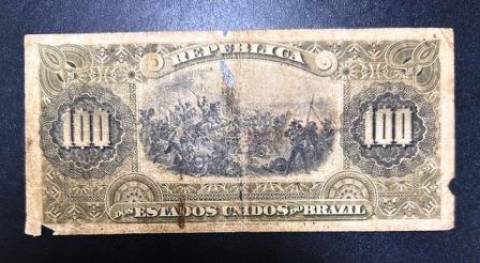 REPUBLICA
100 100
DOS ESTADOS UNIDOS DO BRAZIL